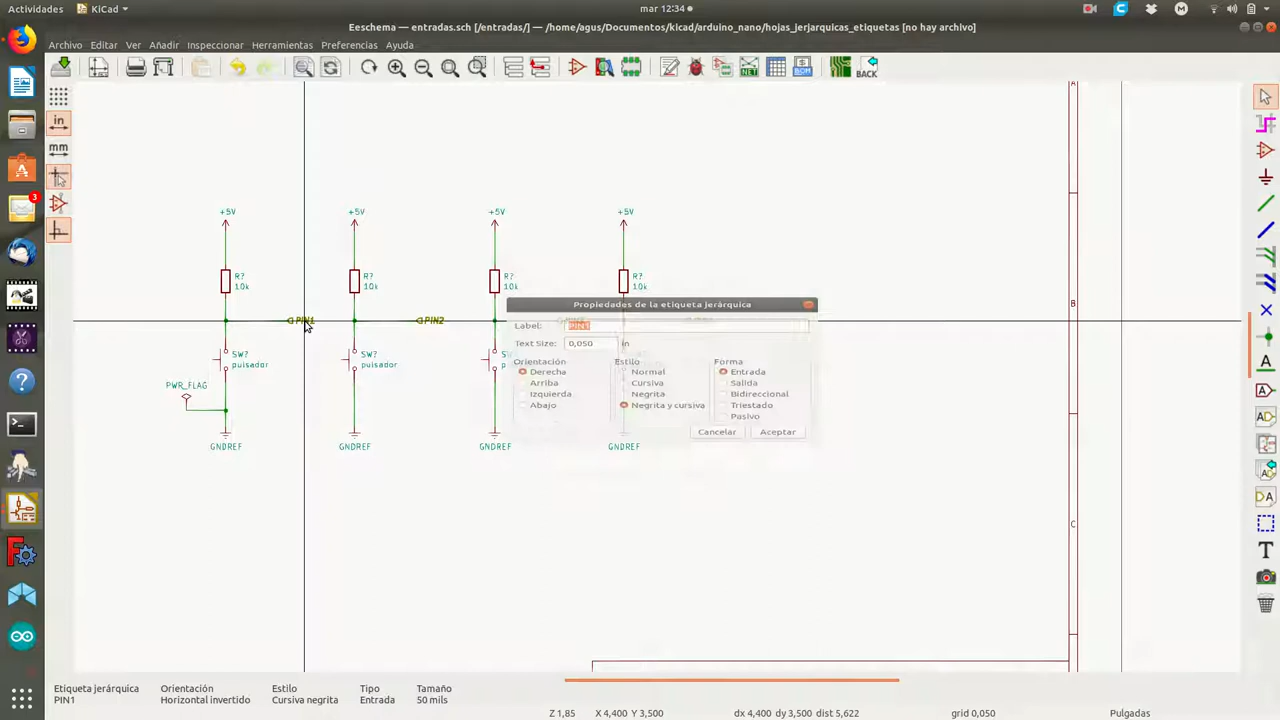 Actividades
KiCad
mar 12:34
Eeschema — entradas.sch [/entradas/] — /home/agus/Documentos/kicad/arduino_nano/hojas_jerjarquicas_etiquetas [no hay archivo]
Archivo Editar Ver Añadir Inspeccionar Herramientas Preferencias Ayuda
NET
BOM
BACK
in
mm
3
+5V +5V +5V +5V
R? R? R? R?
10k 10k 10k 10k
PIN1 PIN2
SW? SW?
pulsador pulsador
PWR_FLAG
GNDREF GNDREF GNDREF GNDREF
Propiedades de la etiqueta jerárquica
Label: PIN1
Text Size: 0,050 in
Orientación Estilo Forma
Derecha Normal Entrada
Arriba Cursiva Salida
Izquierda Negrita Bidireccional
Abajo Negrita y cursiva Triestado
Pasivo
Cancelar Aceptar
A
B
C
Etiqueta jerárquica Orientación Estilo Tipo Tamaño
PIN1 Horizontal invertido Cursiva negrita Entrada 50 mils
Z 1,85 X 4,400 Y 3,500 dx 4,400 dy 3,500 dist 5,622 grid 0,050 Pulgadas